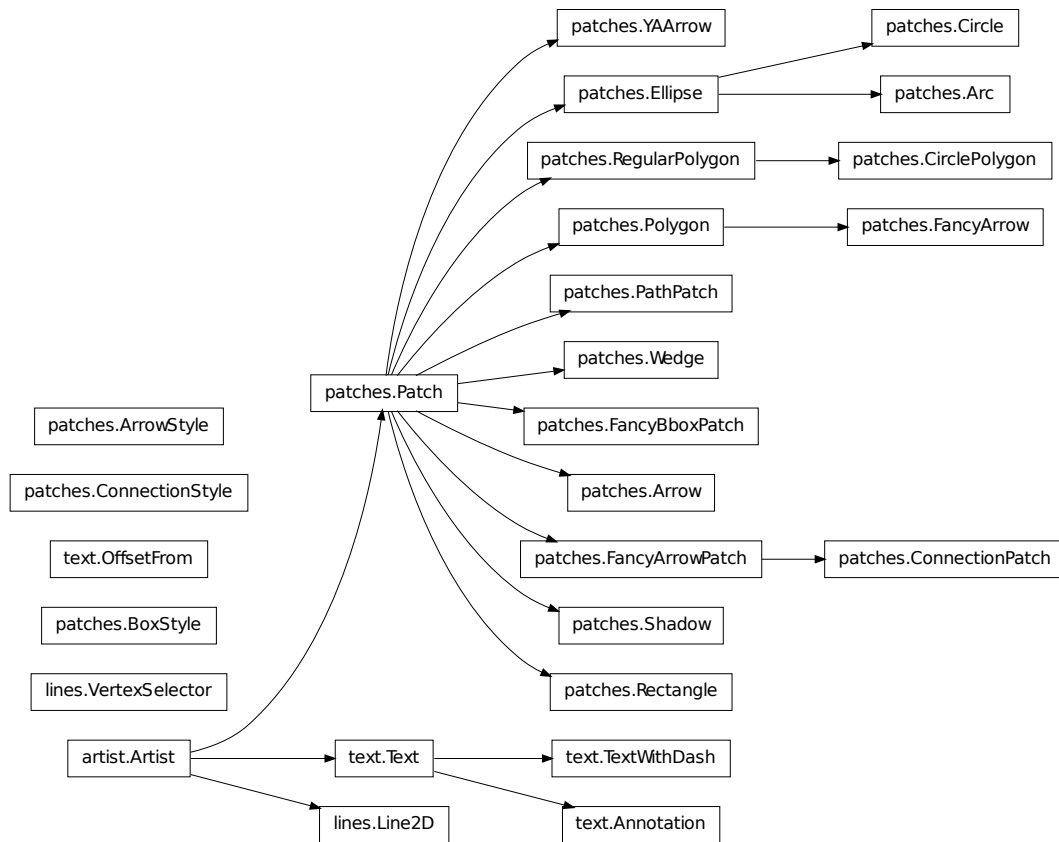 patches.YAArrow
patches.Circle
patches.Ellipse
patches.Arc
patches.RegularPolygon
patches.CirclePolygon
patches.Polygon
patches.FancyArrow
patches.PathPatch
patches.Wedge
patches.Patch
patches.ArrowStyle
patches.FancyBboxPatch
patches.ConnectionStyle
patches.Arrow
text.OffsetFrom
patches.FancyArrowPatch
patches.ConnectionPatch
patches.BoxStyle
patches.Shadow
lines.VertexSelector
patches.Rectangle
artist.Artist
text.Text
text.TextWithDash
lines.Line2D
text.Annotation